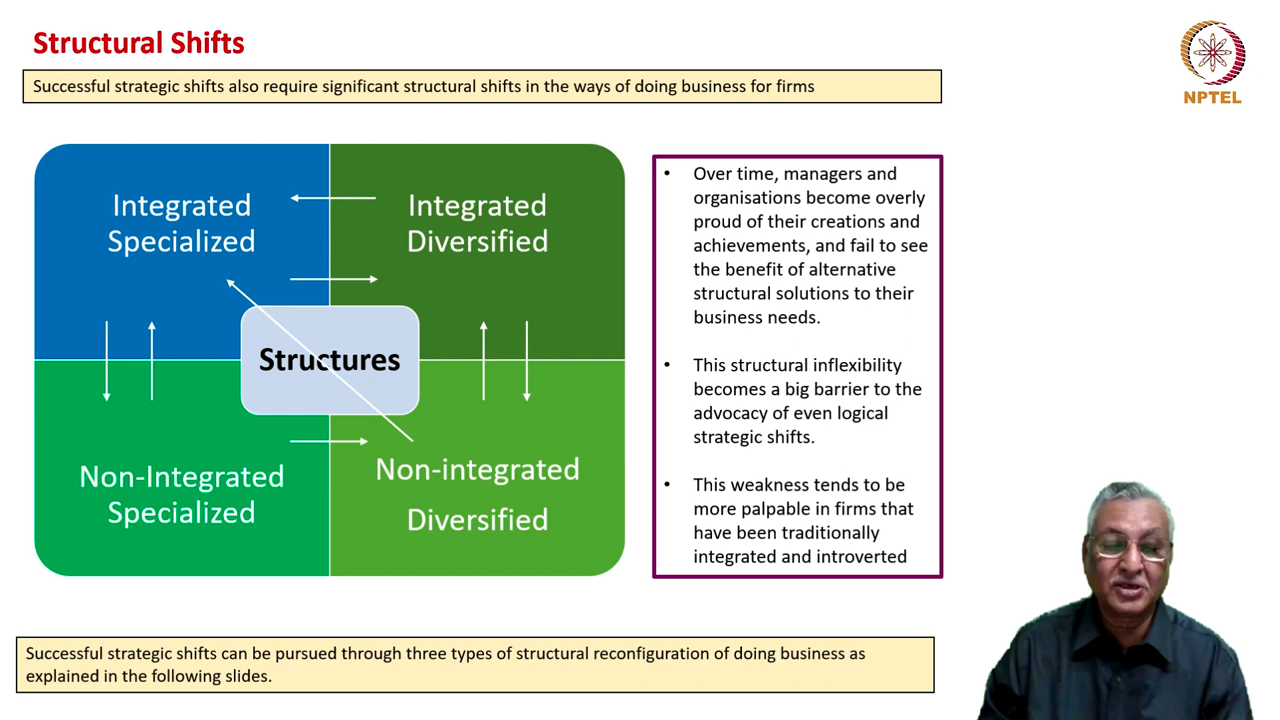 Structural Shifts
Successful strategic shifts also require significant structural shifts in the ways of doing business for firms
NPTEL
Integrated
Specialized
Integrated
Diversified
Structures
Non-Integrated
Specialized
Non-integrated
Diversified
• Over time, managers and
organisations become overly
proud of their creations and
achievements, and fail to see
the benefit of alternative
structural solutions to their
business needs.
• This structural inflexibility
becomes a big barrier to the
advocacy of even logical
strategic shifts.
• This weakness tends to be
more palpable in firms that
have been traditionally
integrated and introverted
Successful strategic shifts can be pursued through three types of structural reconfiguration of doing business as
explained in the following slides.